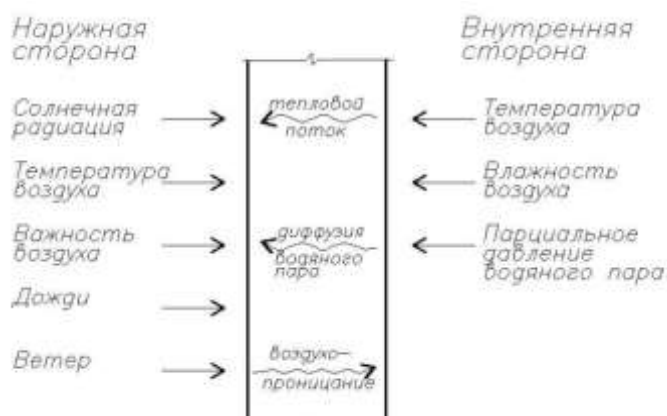 Наружная
сторона
Солнечная
радиация
Температура
воздуха
Важность
воздуха
Дожди
Ветер
тепловой
поток
диффузия
водяного
пара
воздухо-
проницание
Внутренняя
сторона
Температура
воздуха
Влажность
воздуха
Парциальное
давление
водяного пара